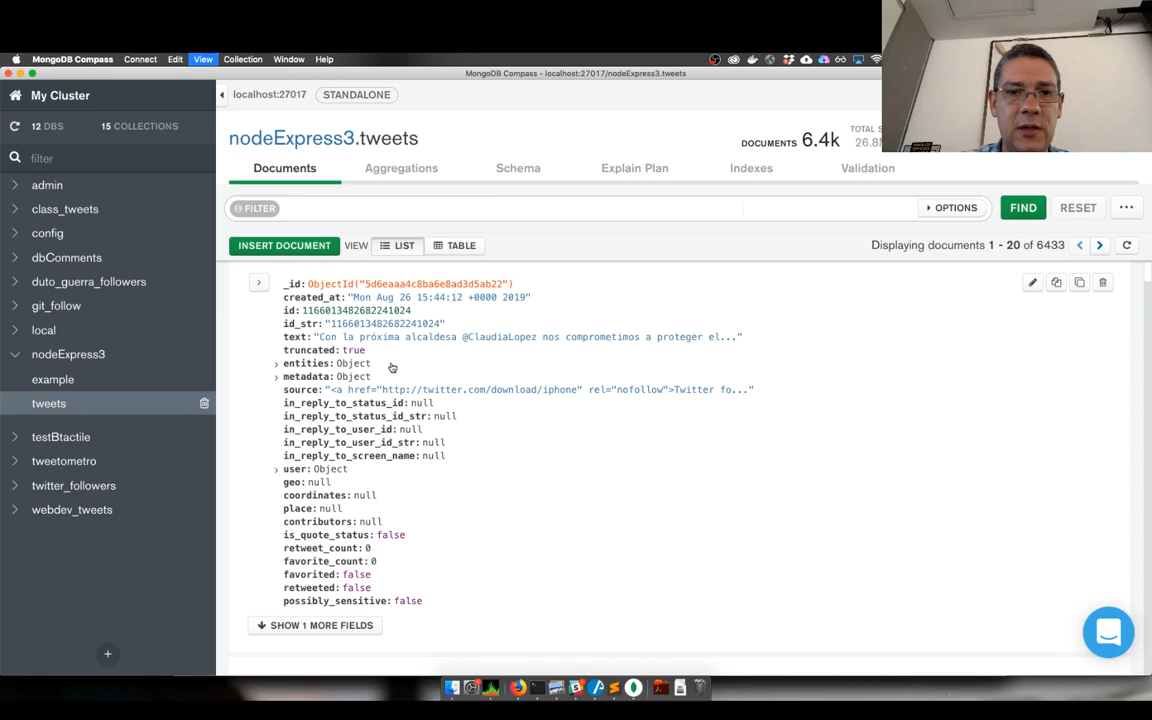 MongoDB Compass Connect Edit View Collection Window Help
MongoDB Compass - localhost:27017/nodeExpress3.tweets
My Cluster
localhost:27017 STANDALONE
12 DBS 15 COLLECTIONS
filter
admin
class_tweets
config
dbComments
duto_guerra_followers
git_follow
local
nodeExpress3
example
tweets
testBtactile
tweetometro
twitter_followers
webdev_tweets
nodeExpress3.tweets
DOCUMENTS 6.4k
26.8
Documents Aggregations Schema Explain Plan Indexes Validation
FILTER
OPTIONS
FIND
RESET
INSERT DOCUMENT VIEW LIST TABLE
Displaying documents 1 - 20 of 6433
_id:ObjectId("5d6eaaa4c8ba6e8ad3d5ab22")
created_at:"Mon Aug 26 15:44:12 +0000 2019"
id:1166013482682241024
id_str:"1166013482682241024"
text:"Con la próxima alcaldesa @ClaudiaLopez nos comprometimos a proteger el..."
truncated:true
entities:Object
metadata:Object
source:"<a href="http://twitter.com/download/iphone" rel="nofollow">Twitter fo..."
in_reply_to_status_id:null
in_reply_to_status_id_str:null
in_reply_to_user_id:null
in_reply_to_user_id_str:null
in_reply_to_screen_name:null
user:Object
geo:null
coordinates:null
place:null
contributors:null
is_quote_status:false
retweet_count:0
favorite_count:0
favorited:false
retweeted:false
possibly_sensitive:false
SHOW 1 MORE FIELDS